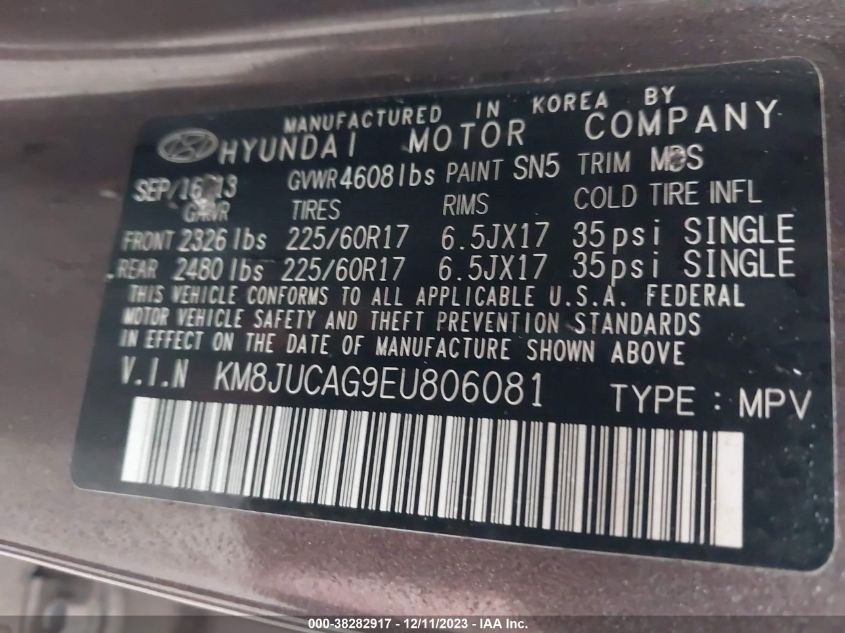 MANUFACTURED IN KOREA BY
HYUNDAI MOTOR COMPANY
SEP/16 13 GVWR 4608lbs PAINT SN5 TRIM
GAWR TIRES RIMS COLD TIRE INFL
FRONT 2326 lbs 225/60R17 6.5JX17 35psi SINGLE
REAR 2480 lbs 225/60R17 6.5JX17 35psi SINGLE
THIS VEHICLE CONFORMS TO ALL APPLICABLE U.S.A. FEDERAL
MOTOR VEHICLE SAFETY AND THEFT PREVENTION STANDARDS
IN EFFECT ON THE DATE OF MANUFACTURE SHOWN ABOVE
V.I.N KM8JUCAG9EU806081 TYPE : MPV
000-38282917 - 12/11/2023 - IAA Inc.